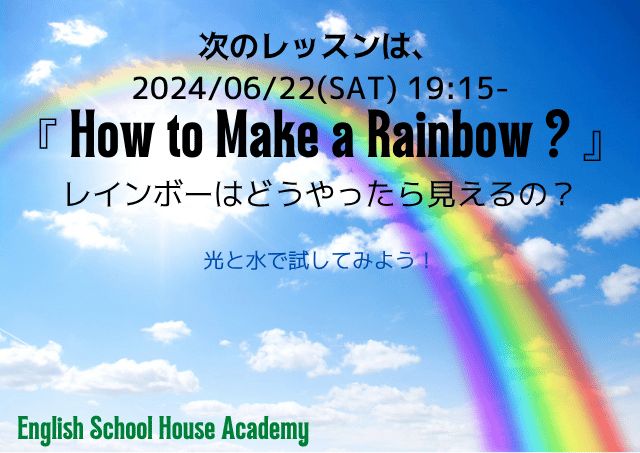 次のレッスンは、
2024/06/22(SAT) 19:15-
『 How to Make a Rainbow ? 』
レインボーはどうやったら見えるの？
光と水で試してみよう！
English School House Academy